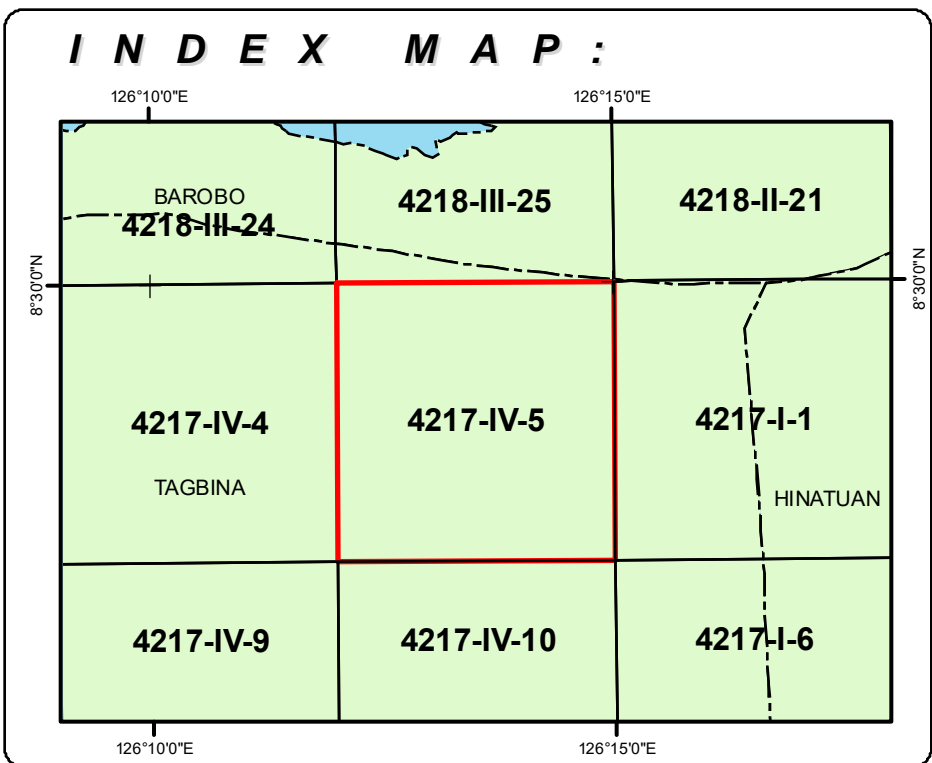 INDEX MAP:
126°10'0"E 126°15'0"E
BAROBO
4218-III-24
4218-III-25
4218-II-21
8°30'0"N
8°30'0"N
4217-IV-4
4217-IV-5
4217-I-1
TAGBINA
HINATUAN
4217-IV-9
4217-IV-10
4217-I-6
126°10'0"E 126°15'0"E